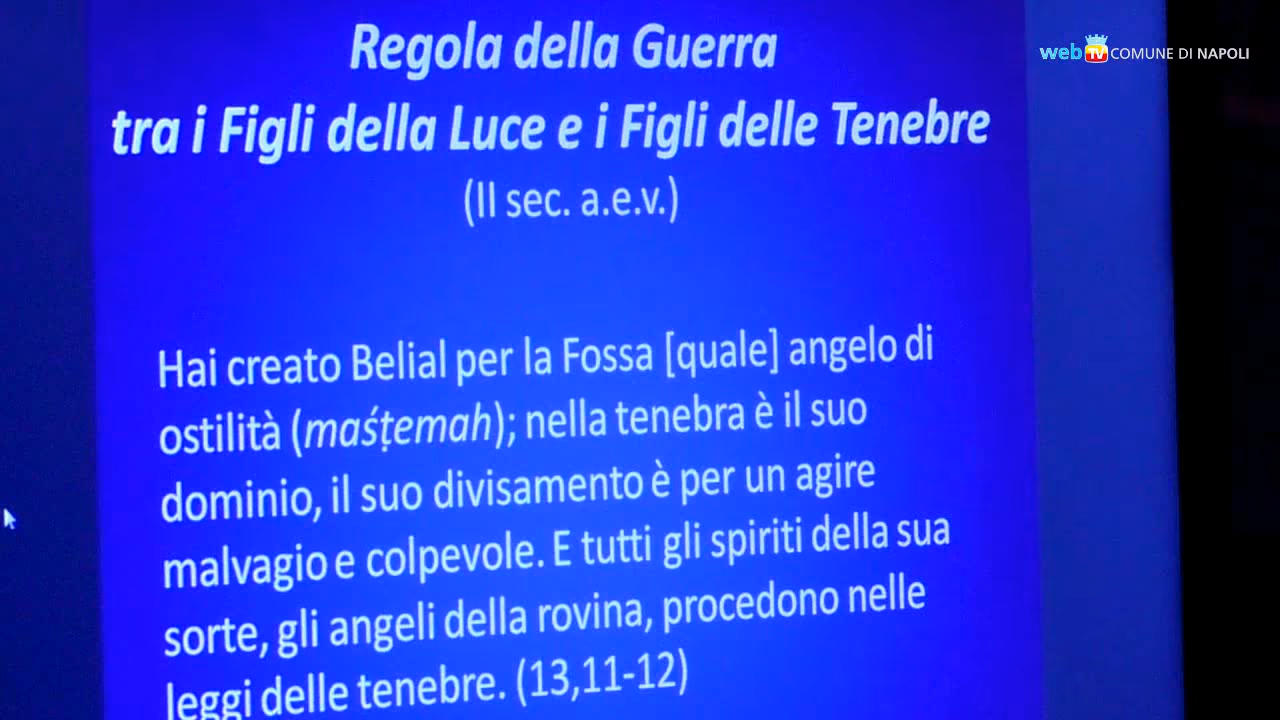 Regola della Guerra
tra i Figli della Luce e i Figli delle Tenebre
(II sec. a.e.v.)
Hai creato Belial per la Fossa [quale] angelo di
ostilità (maśṭemah); nella tenebra è il suo
dominio, il suo divisamento è per un agire
malvagio e colpevole. E tutti gli spiriti della sua
sorte, gli angeli della rovina, procedono nelle
leggi delle tenebre. (13,11-12)
web TV COMUNE DI NAPOLI